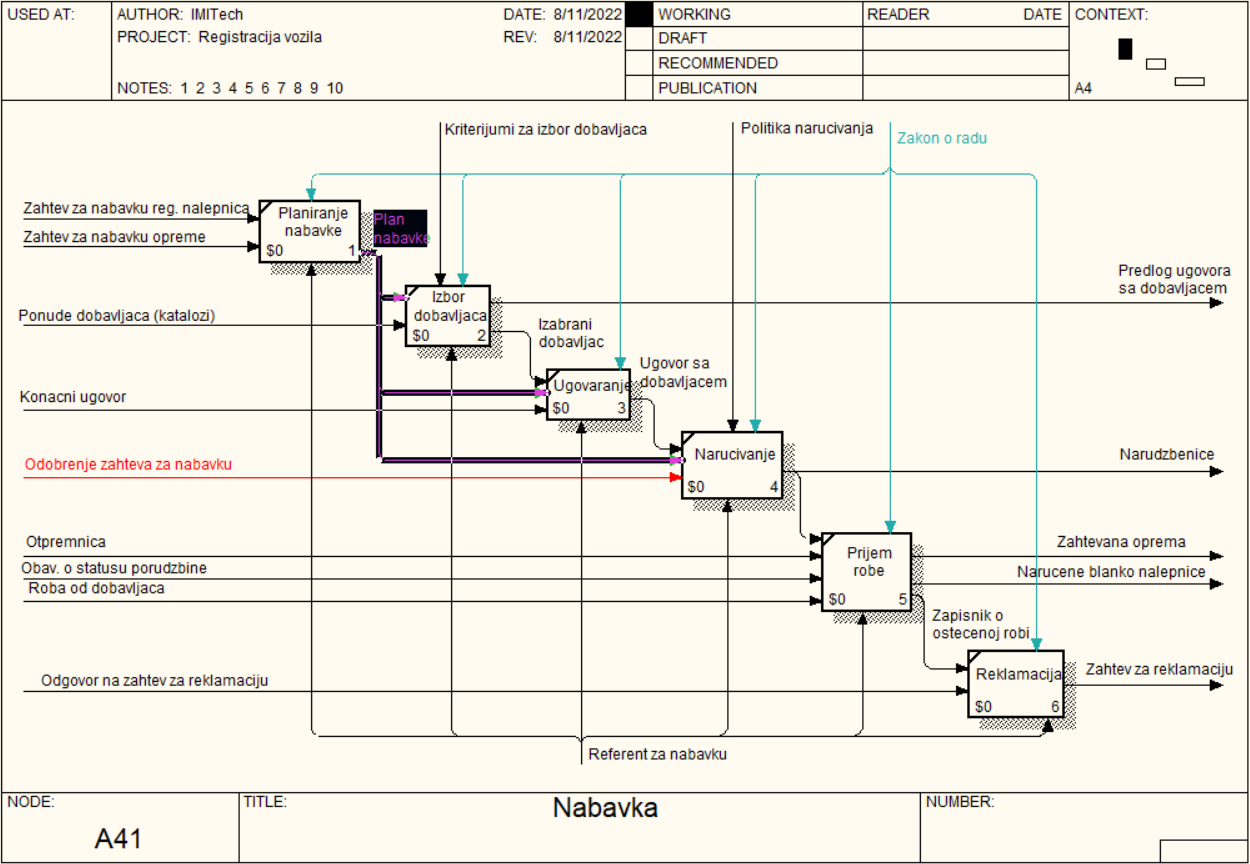 USED AT:
AUTHOR: IMITech
DATE: 8/11/2022
PROJECT: Registracija vozila
REV: 8/11/2022
NOTES: 1 2 3 4 5 6 7 8 9 10
WORKING
DRAFT
RECOMMENDED
PUBLICATION
READER
DATE
CONTEXT:
A4
Kriterijumi za izbor dobavljaca
Politika narucivanja
Zakon o radu
Zahtev za nabavku reg. nalepnica
Zahtev za nabavku opreme
Planiranje
nabavke
$0 1
Plan
nabavke
Ponude dobavljaca (katalozi)
Izbor
dobavljaca
$0 2
Predlog ugovora
sa dobavljacem
Izabrani
dobavljac
Konacni ugovor
Ugovaranje
$0 3
Ugovor sa
dobavljacem
Odobrenje zahteva za nabavku
Narucivanje
$0 4
Narudzbenice
Otpremnica
Obav. o statusu porudzbine
Roba od dobavljaca
Prijem
robe
$0 5
Zahtevana oprema
Narucene blanko nalepnice
Zapisnik o
ostecenoj robi
Odgovor na zahtev za reklamaciju
Reklamacija
$0 6
Zahtev za reklamaciju
Referent za nabavku
NODE:
A41
TITLE:
Nabavka
NUMBER: